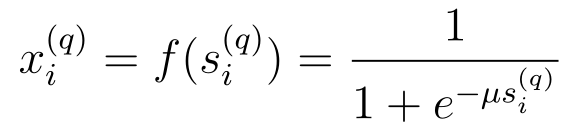 $x_i^{(q)} = f(s_i^{(q)}) = \frac{1}{1 + e^{-\mu s_i^{(q)}}}$